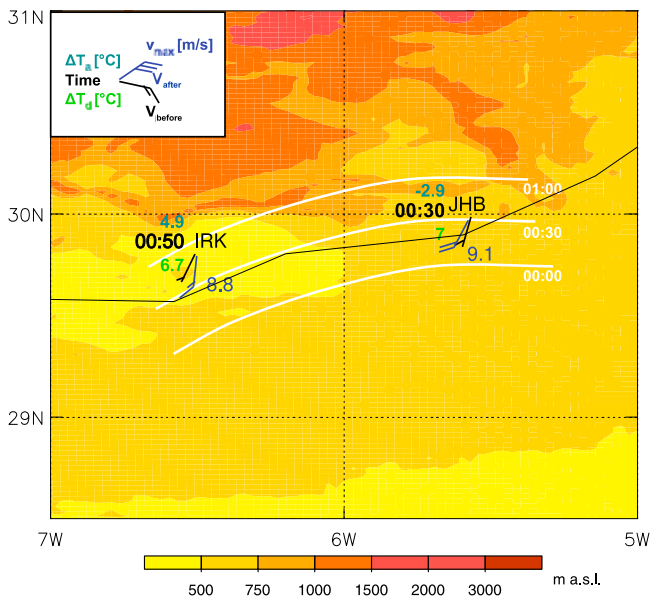 31N
ΔTa [°C]
vmax [m/s]
Time
Vafter
ΔTd [°C]
Vbefore
-2.9
JHB
01:00
30N
4.9
00:30
00:50 IRK
7
00:30
6.7
8.8
9.1
00:00
29N
7W
6W
5W
500 750 1000 1500 2000 3000
m a.s.l.